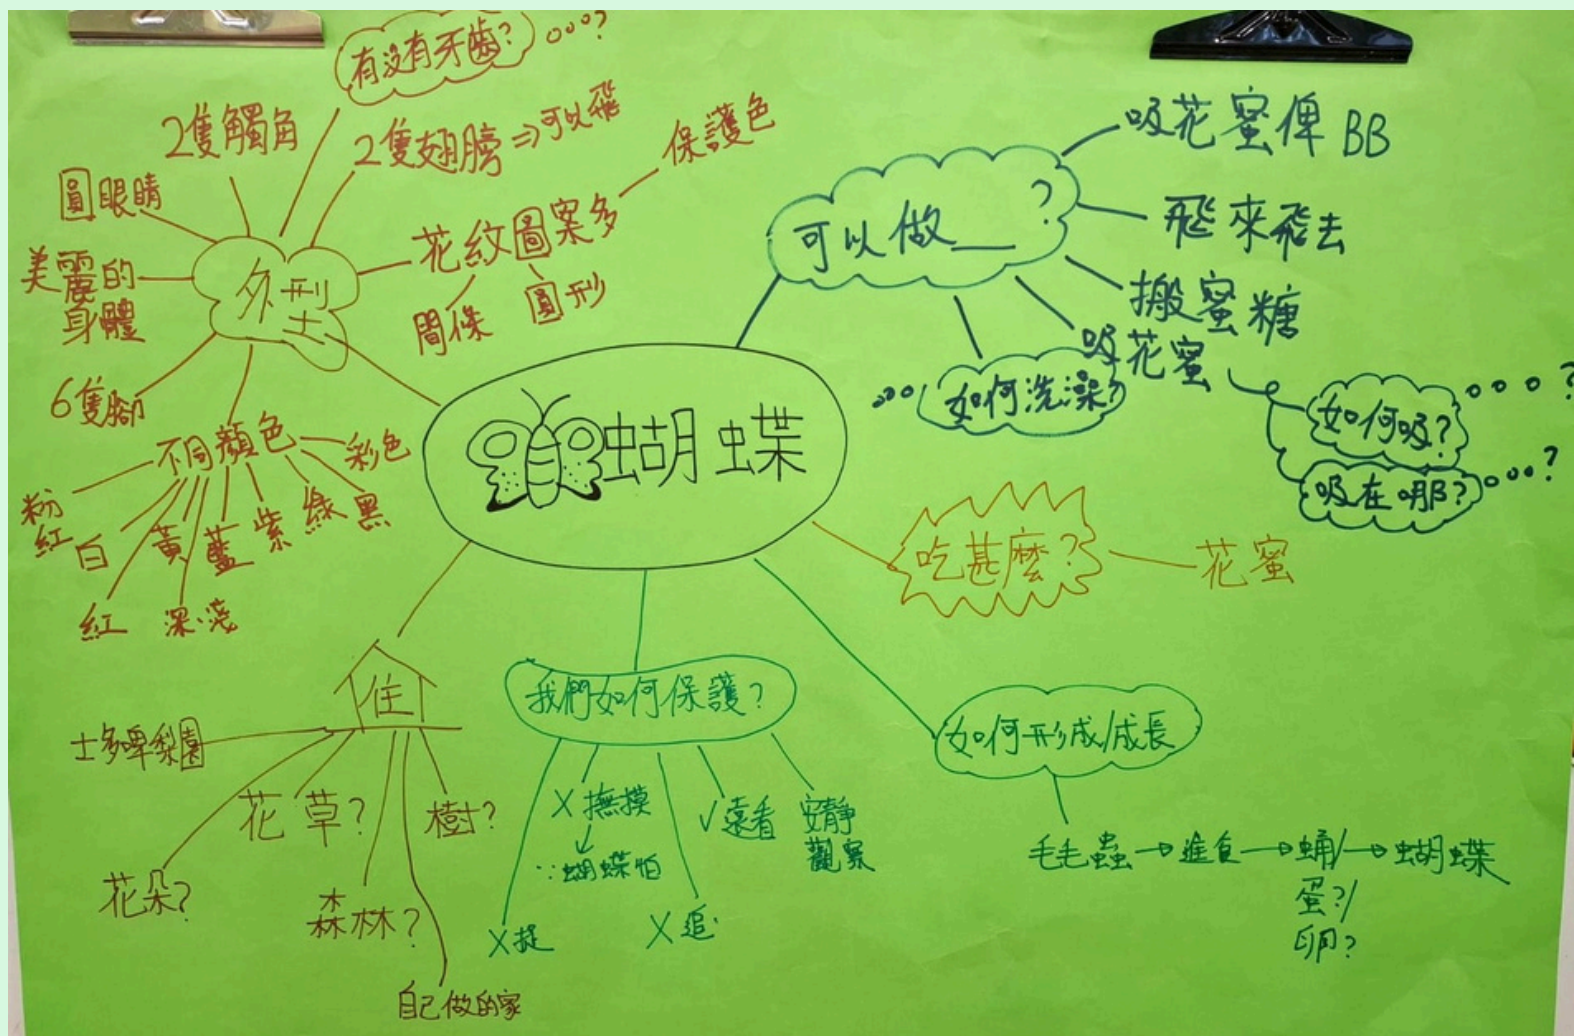 蝴蝶
外型
有沒有牙齒?
2隻觸角
2隻翅膀⇒可以飛
圓眼睛
美麗的
身體
6隻腳
花紋圖案多
保護色
間條
圓形
不同顏色
彩色
粉
紅
白
黃
藍
紫
綠
黑
紅
深淺
可以做__?
吸花蜜俾BB
飛來飛去
搬蜜糖
吸花蜜
如何吸?
吸在哪?
如何洗澡?
吃甚麼?
花蜜
住
士多啤梨園
花草?
樹?
花朵?
森林?
自己做的家
我們如何保護?
X 撫摸
∵蝴蝶怕
✓遠看
安靜
觀察
X捉
X追
如何形成/成長
毛毛蟲→進食→蛹/→蝴蝶
蛋?/
卵?